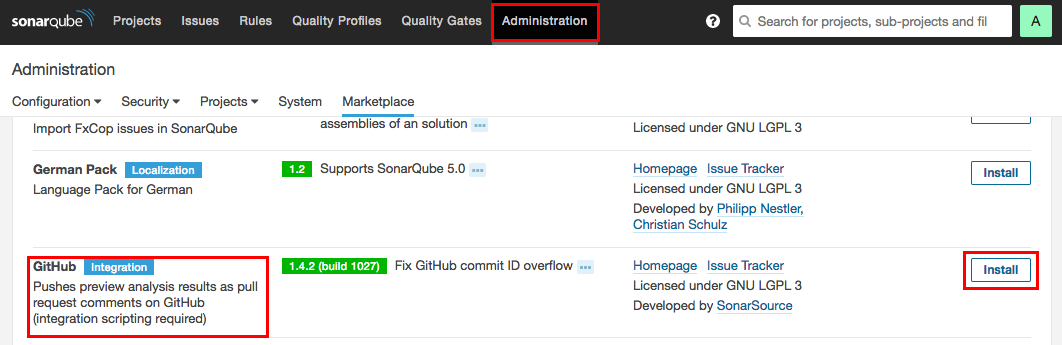 sonarqube Projects Issues Rules Quality Profiles Quality Gates Administration ? Search for projects, sub-projects and fil A
Administration
Configuration Security Projects System Marketplace
assemblies of an solution ...
Import FxCop issues in SonarQube Licensed under GNU LGPL 3
German Pack Localization 1.2 Supports SonarQube 5.0 ... Homepage Issue Tracker Install
Language Pack for German Licensed under GNU LGPL 3
Developed by Philipp Nestler,
Christian Schulz
GitHub Integration 1.4.2 (build 1027) Fix GitHub commit ID overflow ... Homepage Issue Tracker Install
Pushes preview analysis results as pull Licensed under GNU LGPL 3
request comments on GitHub Developed by SonarSource
(integration scripting required)